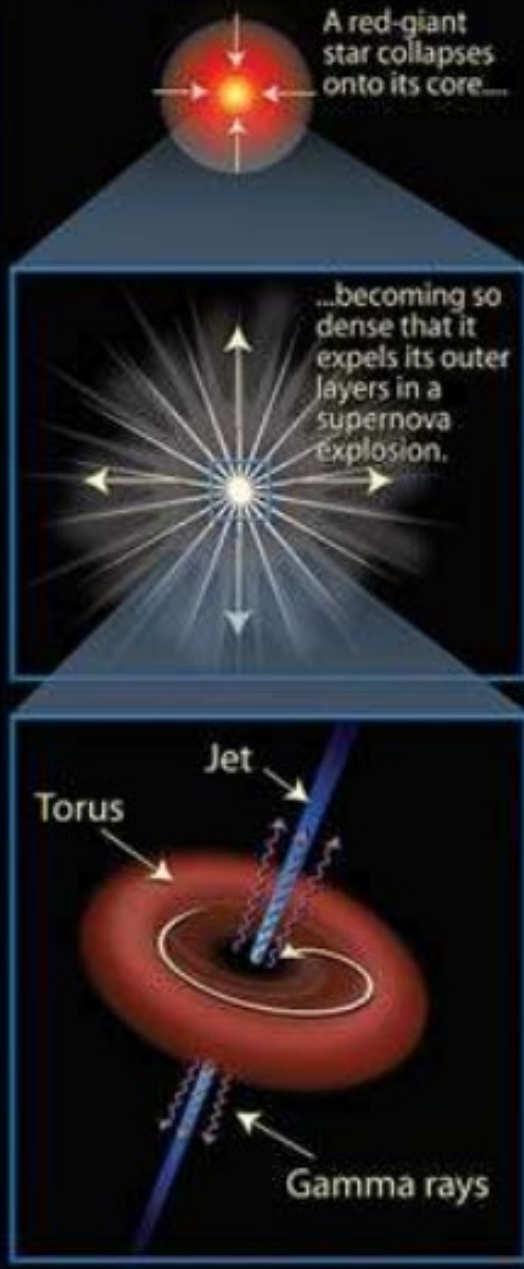 A red-giant
star collapses
onto its core....
...becoming so
dense that it
expels its outer
layers in a
supernova
explosion.
Jet
Torus
Gamma rays